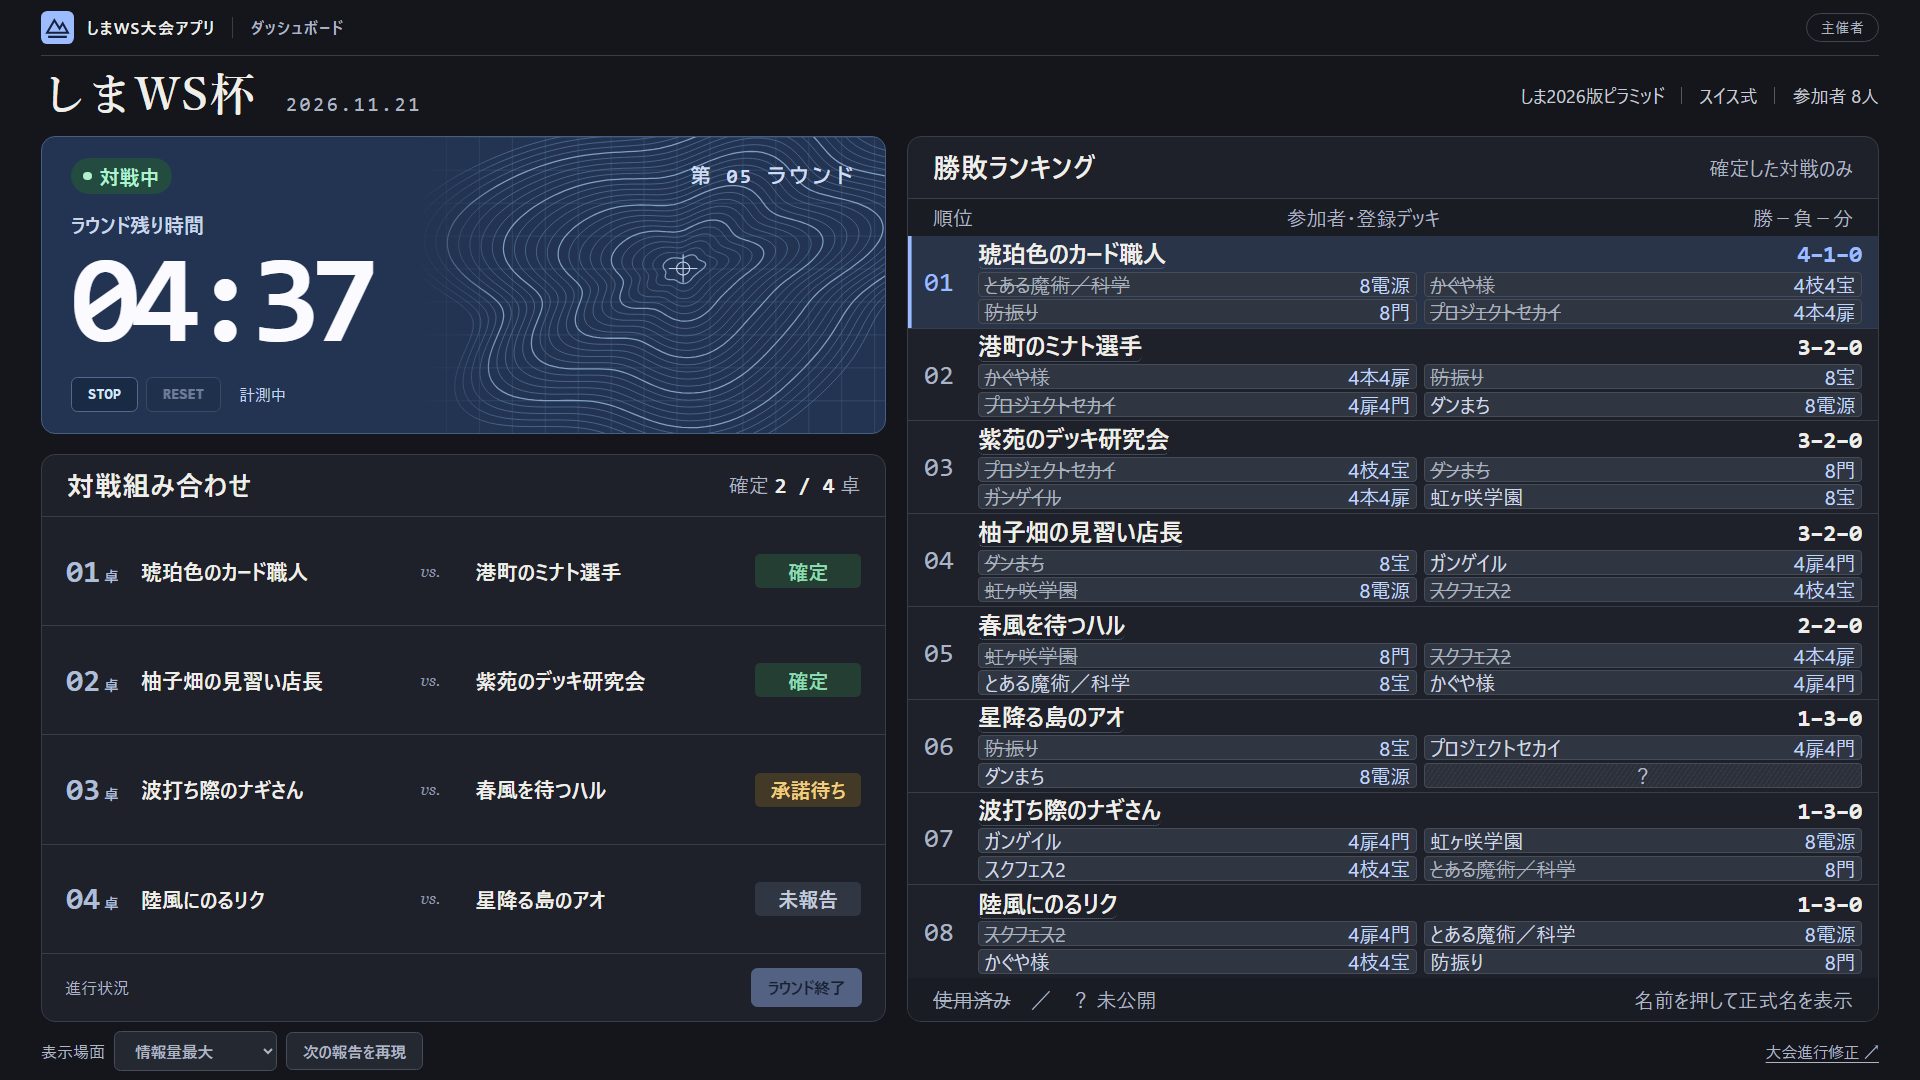 しまWS大会アプリ ダッシュボード 主催者
しまWS杯 2026.11.21 しま2026版ピラミッド スイス式 参加者 8人
対戦中 第 05 ラウンド
ラウンド残り時間
04:37
STOP RESET 計測中
対戦組み合わせ 確定 2 / 4 卓
01 卓 琥珀色のカード職人 vs. 港町のミナト選手 確定
02 卓 柚子畑の見習い店長 vs. 紫苑のデッキ研究会 確定
03 卓 波打ち際のナギさん vs. 春風を待つハル 承諾待ち
04 卓 陸風にのるリク vs. 星降る島のアオ 未報告
進行状況 ラウンド終了
勝敗ランキング 確定した対戦のみ
順位 参加者・登録デッキ 勝－負－分
01 琥珀色のカード職人 4-1-0
とある魔術／科学 8電源 かぐや様 4枝4宝
防振り 8門 プロジェクトセカイ 4本4扉
02 港町のミナト選手 3-2-0
かぐや様 4本4扉 防振り 8宝
プロジェクトセカイ 4扉4門 ダンまち 8電源
03 紫苑のデッキ研究会 3-2-0
プロジェクトセカイ 4枝4宝 ダンまち 8門
ガンゲイル 4本4扉 虹ヶ咲学園 8宝
04 柚子畑の見習い店長 3-2-0
ダンまち 8宝 ガンゲイル 4扉4門
虹ヶ咲学園 8電源 スクフェス2 4枝4宝
05 春風を待つハル 2-2-0
虹ヶ咲学園 8門 スクフェス2 4本4扉
とある魔術／科学 8宝 かぐや様 4扉4門
06 星降る島のアオ 1-3-0
防振り 8宝 プロジェクトセカイ 4扉4門
ダンまち 8電源 ?
07 波打ち際のナギさん 1-3-0
ガンゲイル 4扉4門 虹ヶ咲学園 8電源
スクフェス2 4枝4宝 とある魔術／科学 8門
08 陸風にのるリク 1-3-0
スクフェス2 4扉4門 とある魔術／科学 8電源
かぐや様 4枝4宝 防振り 8門
使用済み ／ ? 未公開 名前を押して正式名を表示
表示場面 情報量最大 次の報告を再現 大会進行修正 ↗